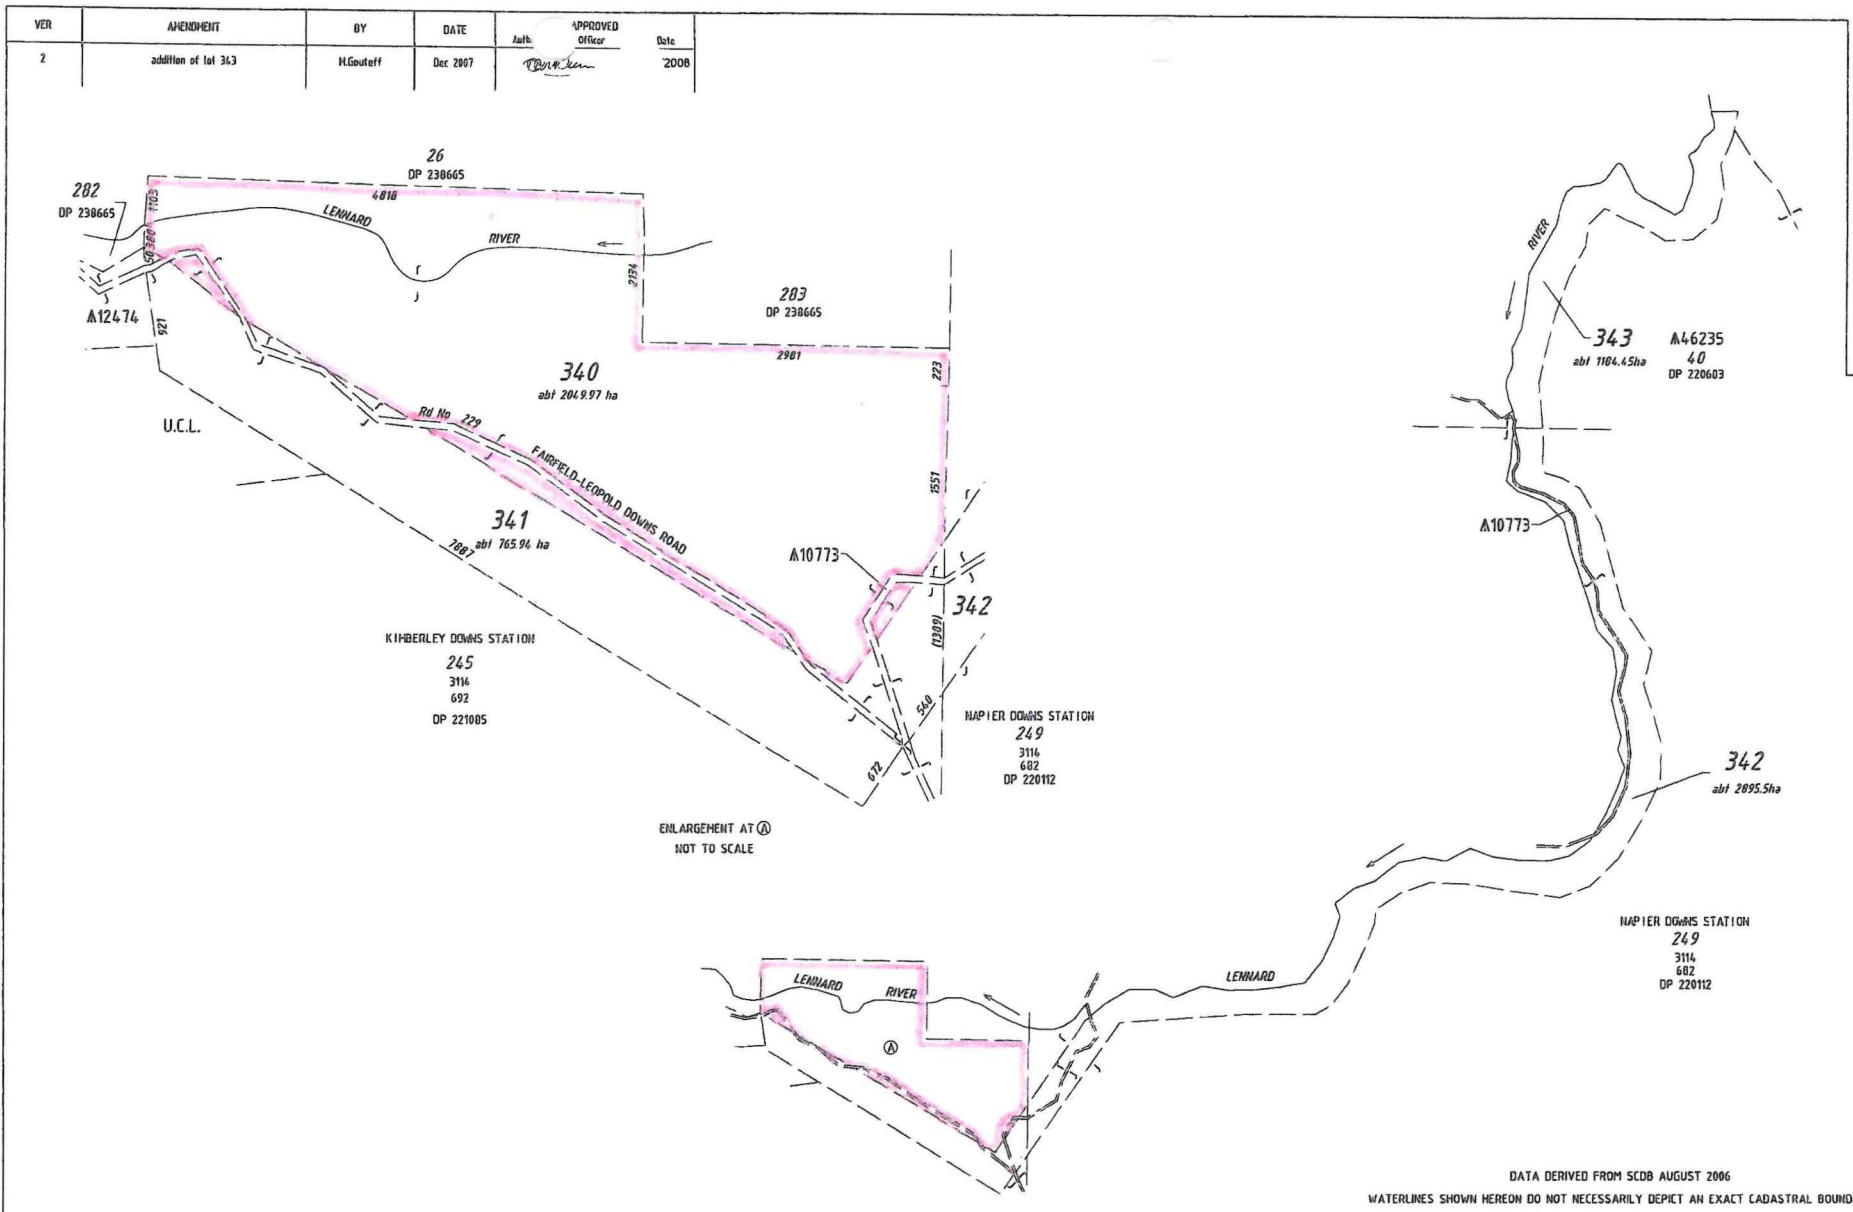 VER AMENDMENT BY DATE APPROVED
Auth. Officer Date
2 addition of lot 343 H.Gouteff Dec 2007 2008
26
DP 238665
282
DP 238665
1103
4818
LENNARD
RIVER
380
50
2134
A12474
921
283
DP 238665
2981
223
340
abt 2049.97 ha
U.C.L.
Rd No 229
FAIRFIELD-LEOPOLD DOWNS ROAD
1551
341
abt 765.94 ha
7887
A10773
342
(1389)
KIMBERLEY DOWNS STATION
245
3114
692
DP 221085
540
672
NAPIER DOWNS STATION
249
3114
682
DP 220112
ENLARGEMENT AT Ⓐ
NOT TO SCALE
RIVER
343
abt 1184.45ha
A46235
40
DP 220603
A10773
342
abt 2895.5ha
NAPIER DOWNS STATION
249
3114
682
DP 220112
LENNARD
LENNARD
RIVER
A
DATA DERIVED FROM SCDB AUGUST 2006
WATERLINES SHOWN HEREON DO NOT NECESSARILY DEPICT AN EXACT CADASTRAL BOUND